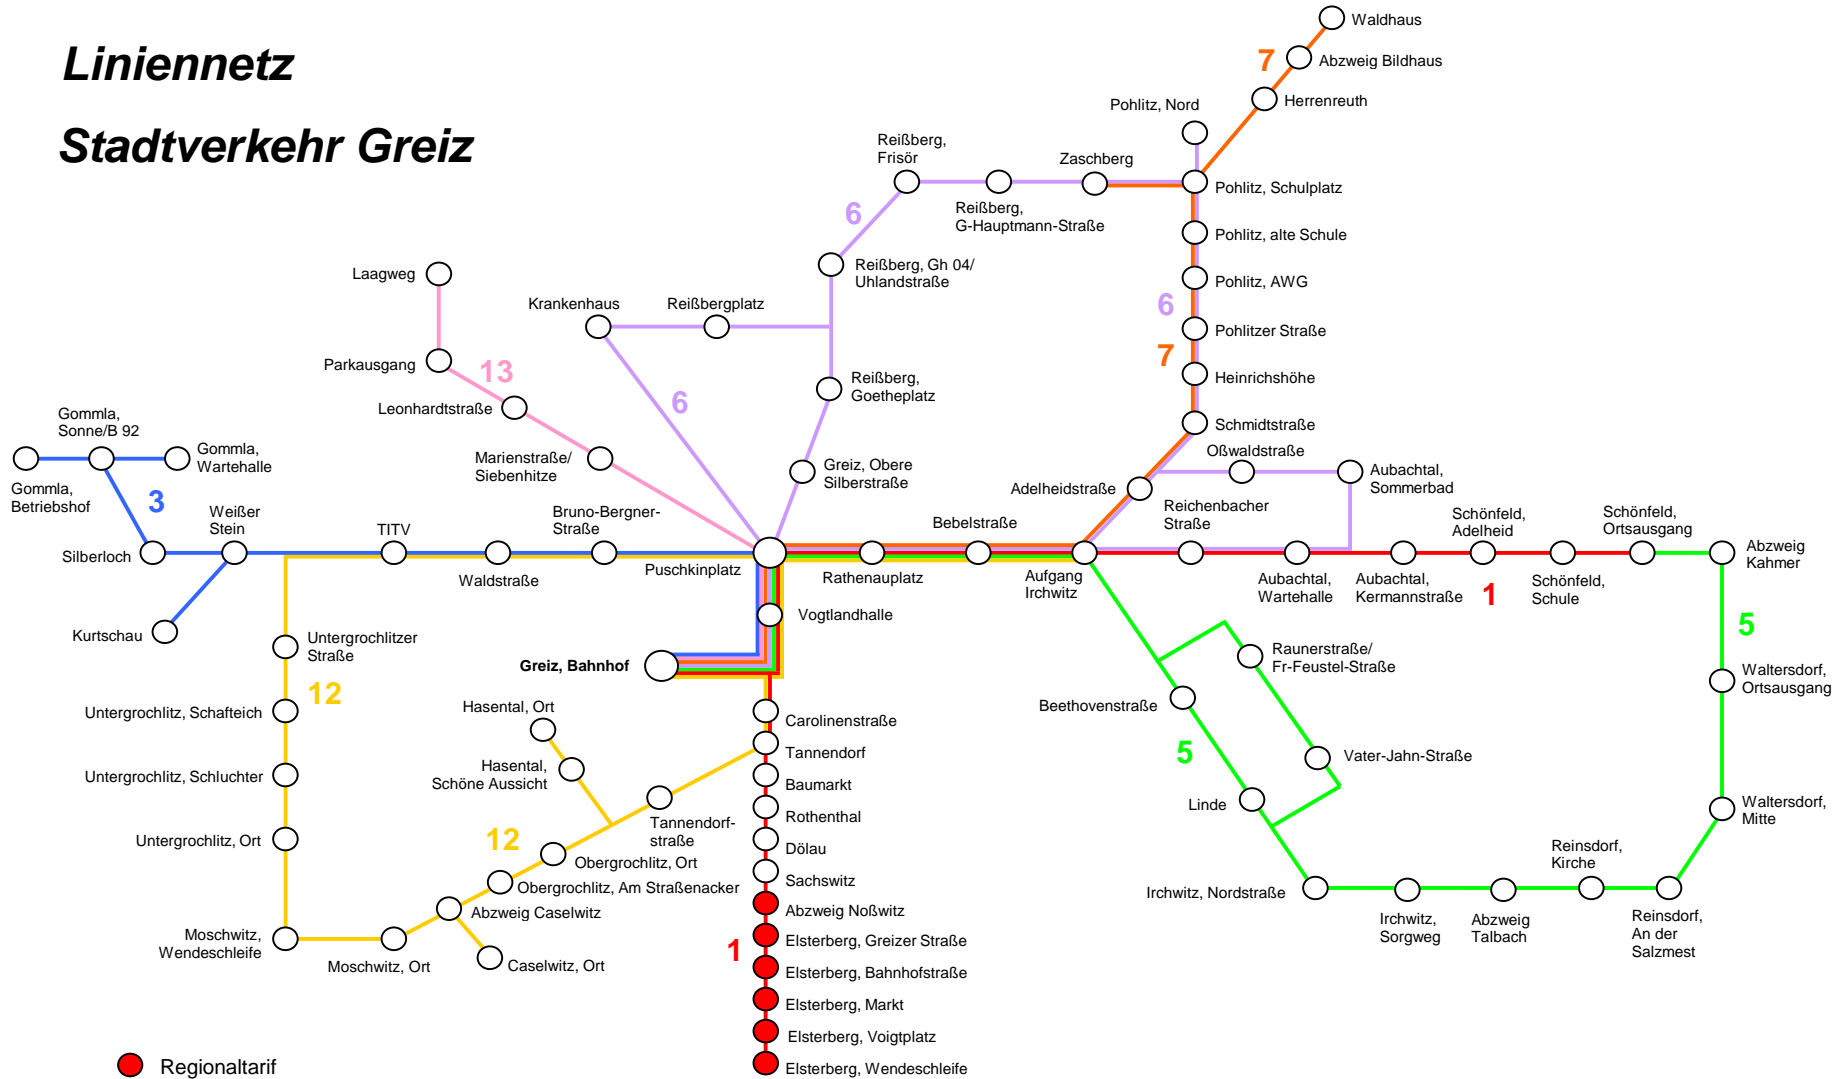 Liniennetz
Stadtverkehr Greiz
Waldhaus
7
Abzweig Bildhaus
Herrenreuth
Pohlitz, Nord
Reißberg,
Frisör
Zaschberg
Pohlitz, Schulplatz
6
Reißberg,
G-Hauptmann-Straße
Pohlitz, alte Schule
Laagweg
Reißberg, Gh 04/
Uhlandstraße
Pohlitz, AWG
Krankenhaus
Reißbergplatz
6
Pohlitzer Straße
7
Parkausgang
13
Heinrichshöhe
Leonhardtstraße
6
Reißberg,
Goetheplatz
Gommla,
Sonne/B 92
Schmidtstraße
Gommla,
Wartehalle
Marienstraße/
Siebenhitze
Greiz, Obere
Silberstraße
Oßwaldstraße
Aubachtal,
Sommerbad
Gommla,
Betriebshof
3
Adelheidstraße
Weißer
Stein
TITV
Bruno-Bergner-
Straße
Bebelstraße
Reichenbacher
Straße
Schönfeld,
Adelheid
Schönfeld,
Ortsausgang
Silberloch
Waldstraße
Puschkinplatz
Rathenauplatz
Aufgang
Irchwitz
Aubachtal,
Wartehalle
Aubachtal,
Kermannstraße
1
Schönfeld,
Schule
Abzweig
Kahmer
Kurtschau
Vogtlandhalle
5
Untergrochlitzer
Straße
Greiz, Bahnhof
Raunerstraße/
Fr-Feustel-Straße
Waltersdorf,
Ortsausgang
12
Untergrochlitz, Schafteich
Hasental, Ort
Carolinenstraße
Beethovenstraße
Tannendorf
5
Vater-Jahn-Straße
Untergrochlitz, Schluchter
Hasental,
Schöne Aussicht
Baumarkt
Linde
Waltersdorf,
Mitte
Rothenthal
Tannendorf-
straße
Untergrochlitz, Ort
12
Dölau
Obergrochlitz, Ort
Reinsdorf,
Kirche
Sachswitz
Obergrochlitz, Am Straßenacker
Irchwitz, Nordstraße
Abzweig Caselwitz
Abzweig Noßwitz
Irchwitz,
Sorgweg
Abzweig
Talbach
Reinsdorf,
An der
Salzmest
Moschwitz,
Wendeschleife
Elsterberg, Greizer Straße
1
Moschwitz, Ort
Caselwitz, Ort
Elsterberg, Bahnhofstraße
Elsterberg, Markt
Elsterberg, Voigtplatz
Regionaltarif
Elsterberg, Wendeschleife